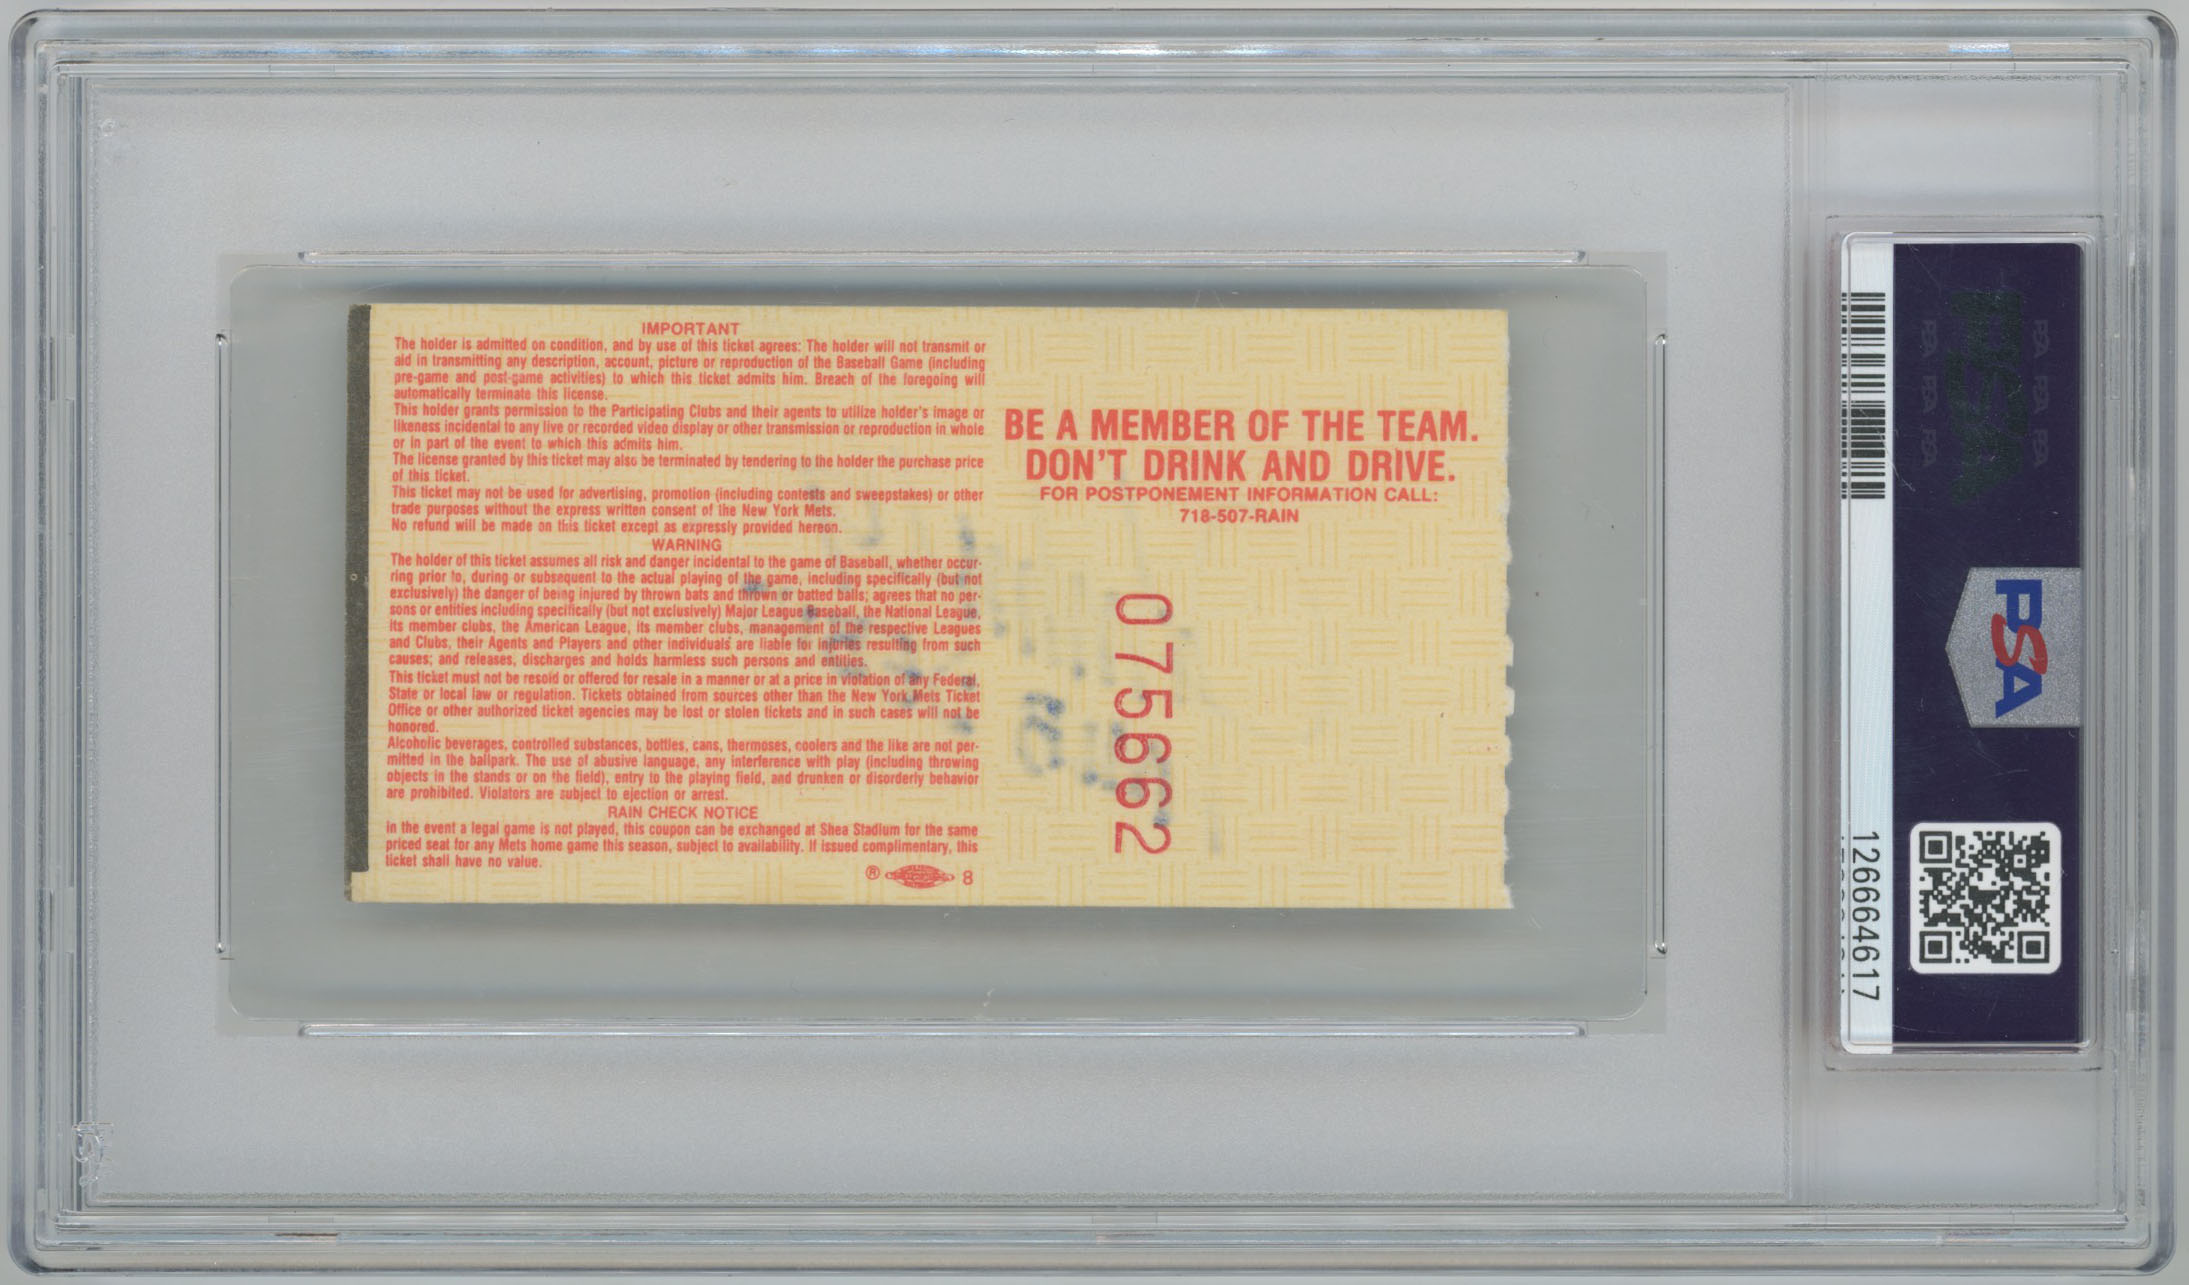 IMPORTANT
The holder is admitted on condition, and by use of this ticket agrees: The holder will not transmit or
aid in transmitting any description, account, picture or reproduction of the Baseball Game (including
pre-game and post-game activities) to which this ticket admits him. Breach of the foregoing will
automatically terminate this license.
This holder grants permission to the Participating Clubs and their agents to utilize holder's image or
likeness incidental to any live or recorded video display or other transmission or reproduction in whole
or in part of the event to which this admits him.
The license granted by this ticket may also be terminated by tendering to the holder the purchase price
of this ticket.
This ticket may not be used for advertising, promotion (including contests and sweepstakes) or other
trade purposes without the express written consent of the New York Mets.
No refund will be made on this ticket except as expressly provided hereon.
WARNING
The holder of this ticket assumes all risk and danger incidental to the game of Baseball, whether occur-
ring prior to, during or subsequent to the actual playing of the game, including specifically (but not
exclusively) the danger of being injured by thrown bats and thrown or batted balls; agrees that no per-
sons or entities including specifically (but not exclusively) Major League Baseball, the National League,
its member clubs, the American League, its member clubs, management of the respective Leagues
and Clubs, their Agents and Players and other individuals are liable for injuries resulting from such
causes; and releases, discharges and holds harmless such persons and entities.
This ticket must not be resold or offered for resale in a manner or at a price in violation of any Federal,
State or local law or regulation. Tickets obtained from sources other than the New York Mets Ticket
Office or other authorized ticket agencies may be lost or stolen tickets and in such cases will not be
honored.
Alcoholic beverages, controlled substances, bottles, cans, thermoses, coolers and the like are not per-
mitted in the ballpark. The use of abusive language, any interference with play (including throwing
objects in the stands or on the field), entry to the playing field, and drunken or disorderly behavior
are prohibited. Violators are subject to ejection or arrest.
RAIN CHECK NOTICE
In the event a legal game is not played, this coupon can be exchanged at Shea Stadium for the same
priced seat for any Mets home game this season, subject to availability. If issued complimentary, this
ticket shall have no value.
® 8
BE A MEMBER OF THE TEAM.
DON'T DRINK AND DRIVE.
FOR POSTPONEMENT INFORMATION CALL:
718-507-RAIN
075662
PSA
PSA PSA PSA
PSA PSA PSA
PSA
126664617